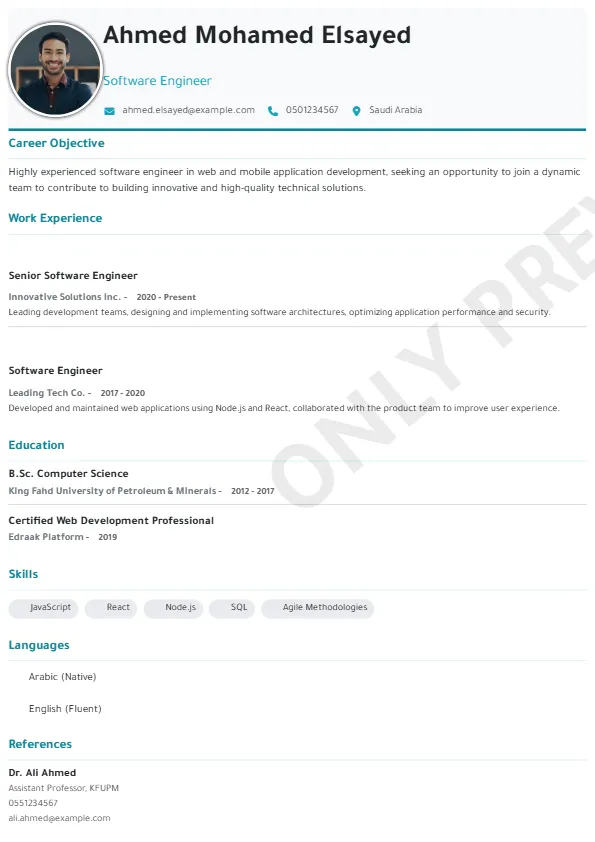 Ahmed Mohamed Elsayed
Software Engineer
ahmed.elsayed@example.com 0501234567 Saudi Arabia
Career Objective
Highly experienced software engineer in web and mobile application development, seeking an opportunity to join a dynamic
team to contribute to building innovative and high-quality technical solutions.
Work Experience
Senior Software Engineer
Innovative Solutions Inc. - 2020 - Present
Leading development teams, designing and implementing software architectures, optimizing application performance and security.
Software Engineer
Leading Tech Co. - 2017 - 2020
Developed and maintained web applications using Node.js and React, collaborated with the product team to improve user experience.
Education
B.Sc. Computer Science
King Fahd University of Petroleum & Minerals - 2012 - 2017
Certified Web Development Professional
Edraak Platform - 2019
Skills
JavaScript React Node.js SQL Agile Methodologies
Languages
Arabic (Native)
English (Fluent)
References
Dr. Ali Ahmed
Assistant Professor, KFUPM
0551234567
ali.ahmed@example.com
ONLY PREV